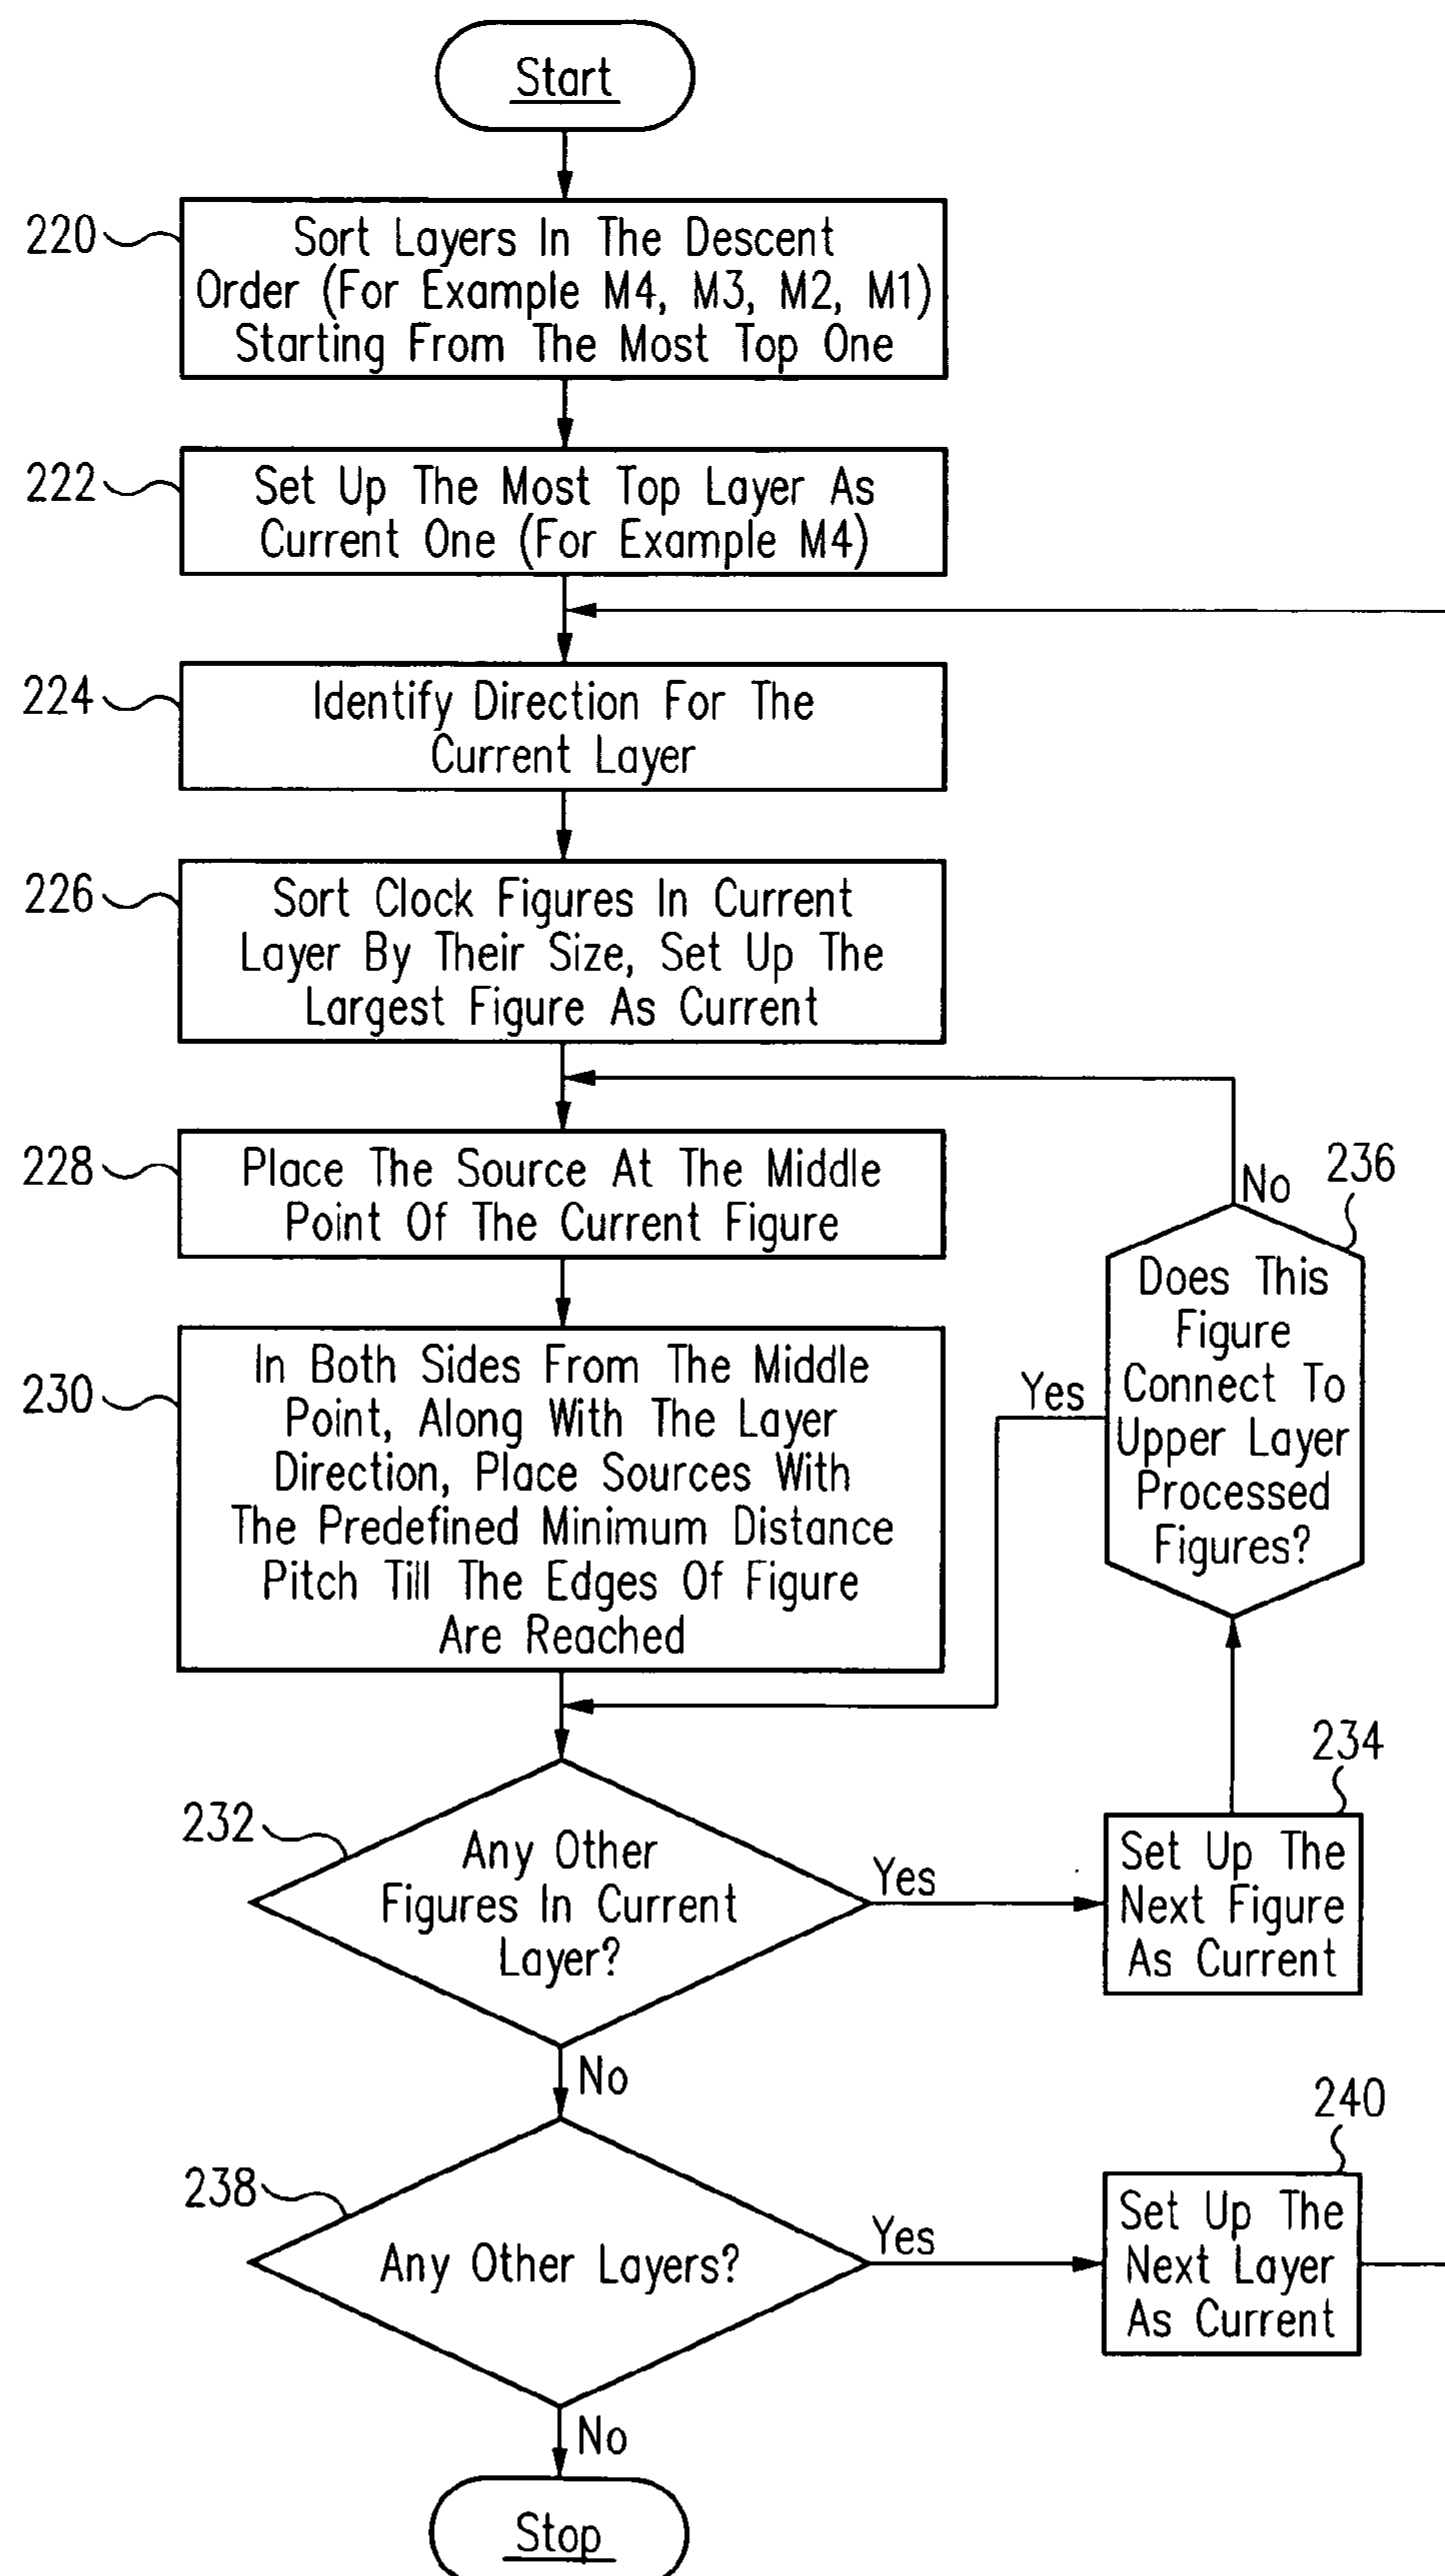 Start
220
Sort Layers In The Descent
Order (For Example M4, M3, M2, M1)
Starting From The Most Top One
222
Set Up The Most Top Layer As
Current One (For Example M4)
224
Identify Direction For The
Current Layer
226
Sort Clock Figures In Current
Layer By Their Size, Set Up The
Largest Figure As Current
228
Place The Source At The Middle
Point Of The Current Figure
230
In Both Sides From The Middle
Point, Along With The Layer
Direction, Place Sources With
The Predefined Minimum Distance
Pitch Till The Edges Of Figure
Are Reached
No
236
Does This
Figure
Connect To
Upper Layer
Processed
Figures?
Yes
232
Any Other
Figures In Current
Layer?
Yes
234
Set Up The
Next Figure
As Current
No
238
Any Other Layers?
Yes
240
Set Up The
Next Layer
As Current
No
Stop